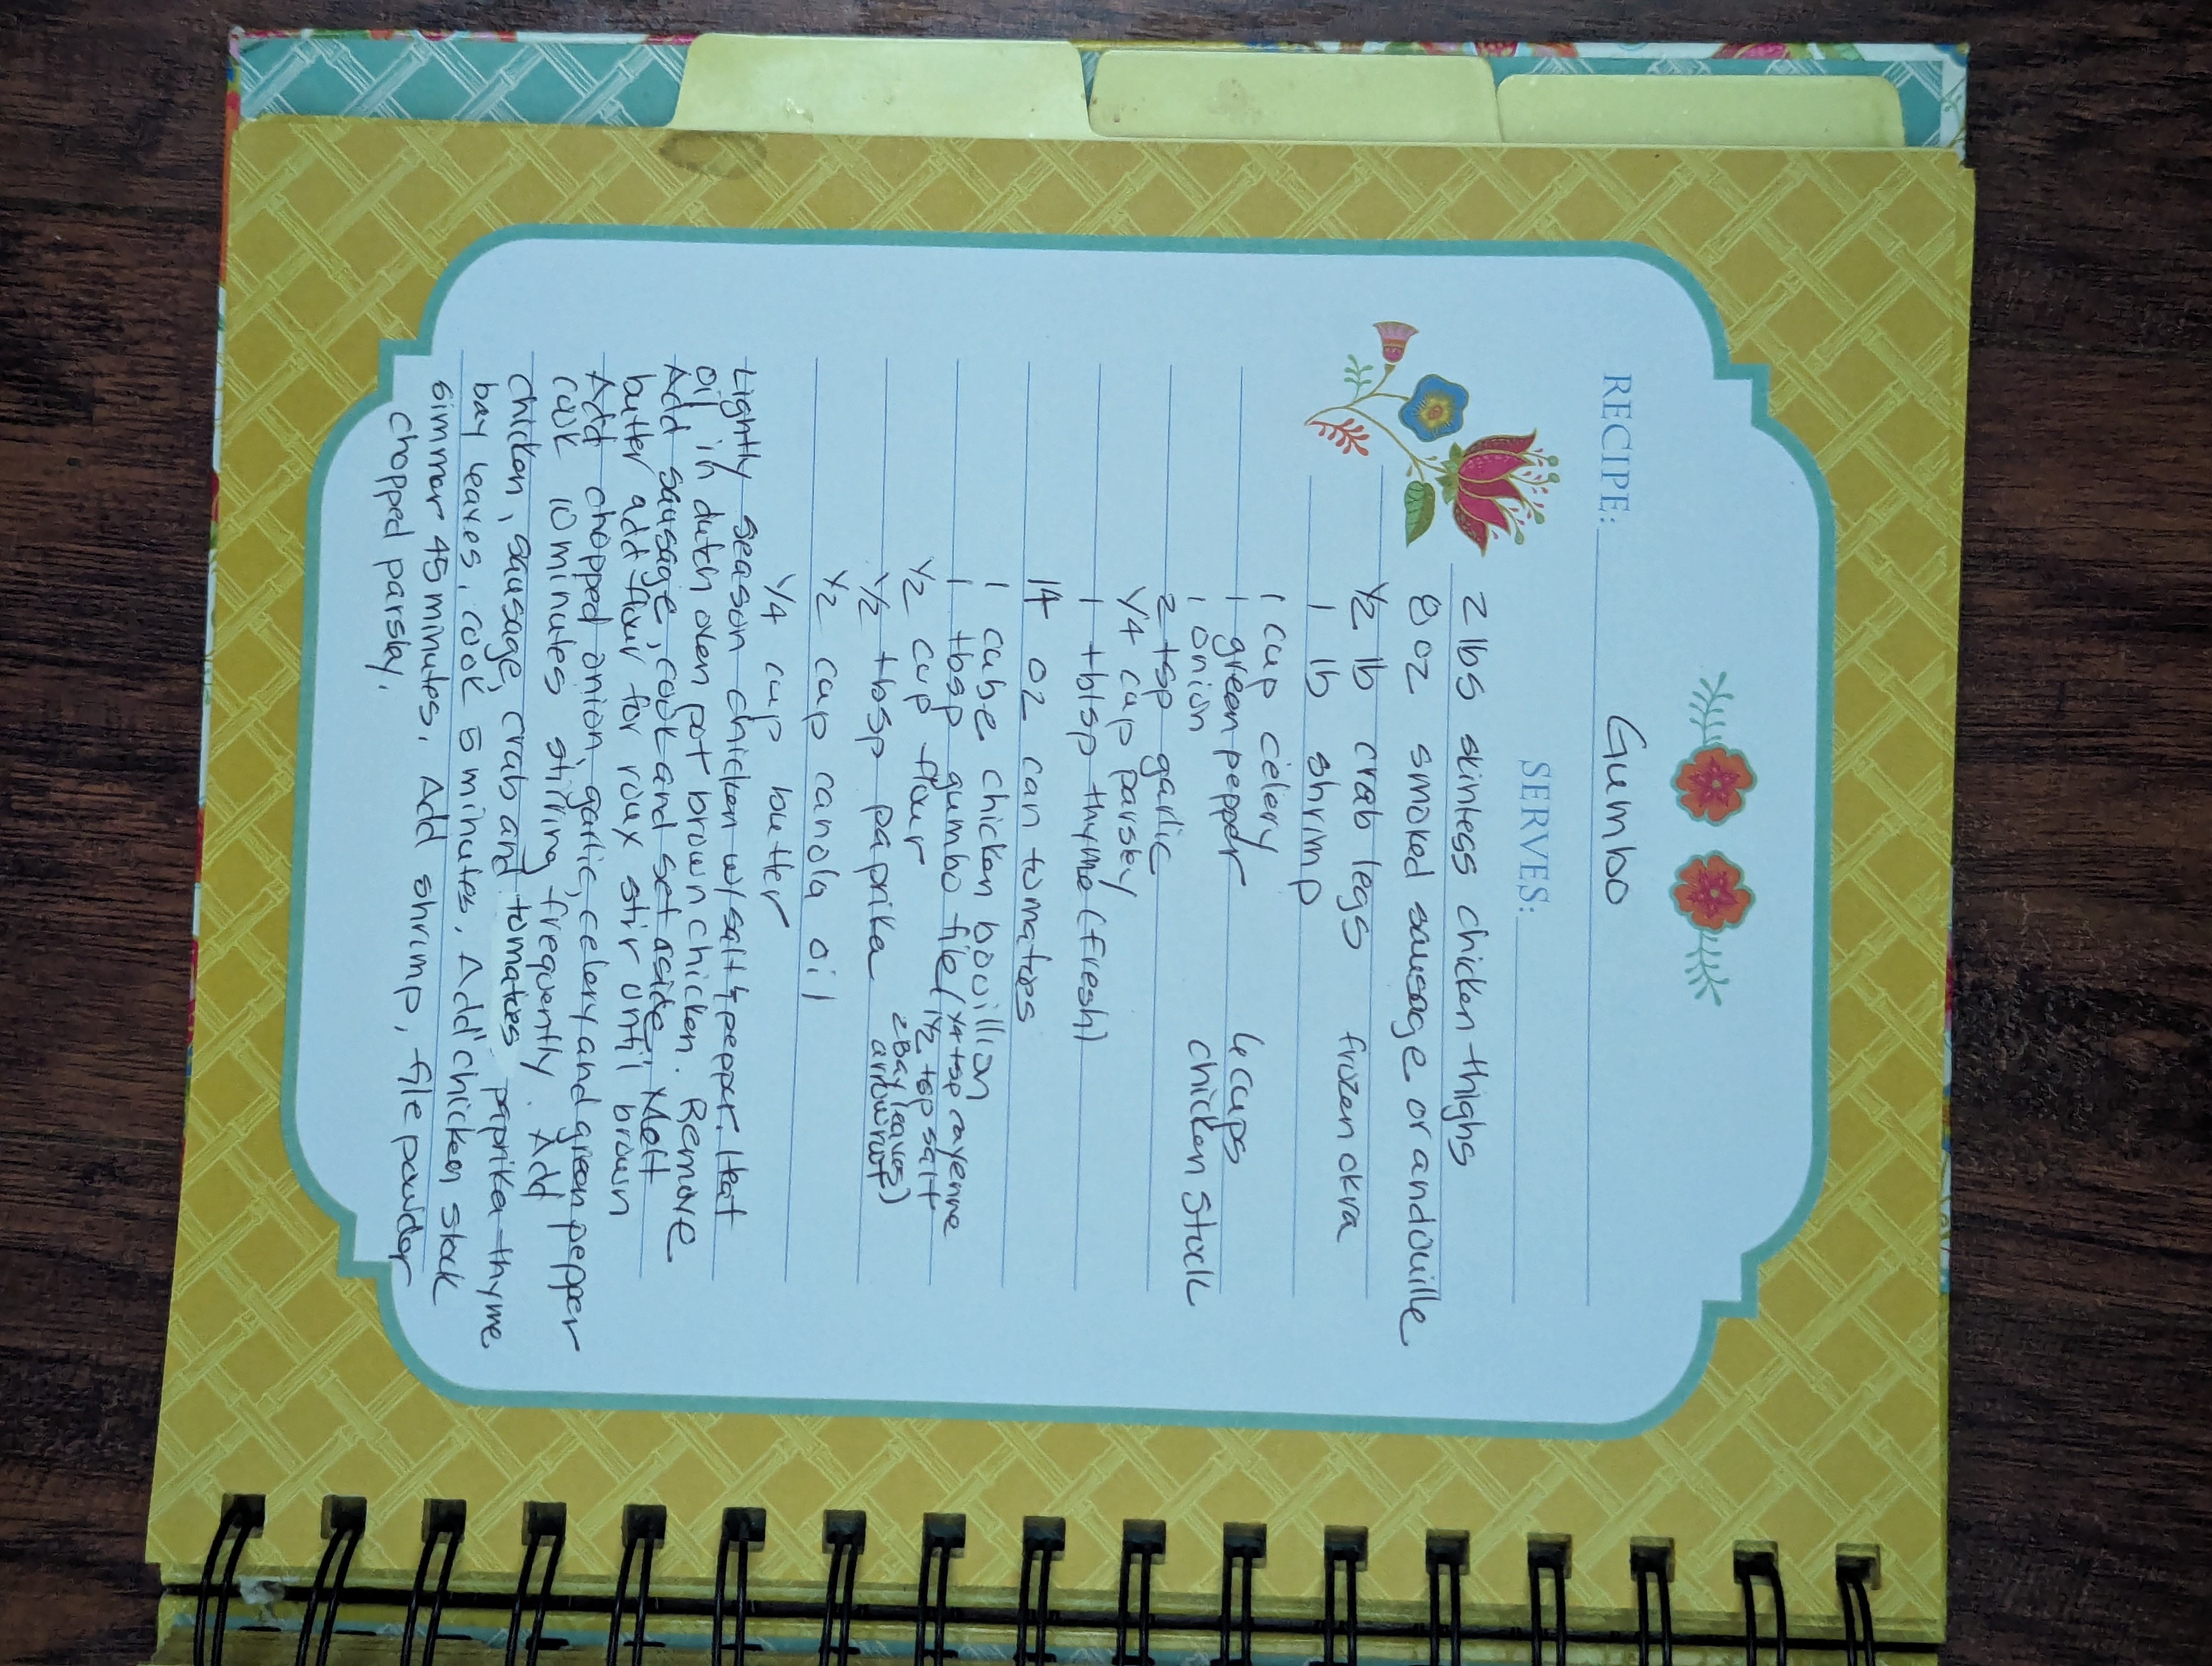 RECIPE: Gumbo
SERVES:
2 lbs skinless chicken thighs
8 oz smoked sausage or andouille
1/2 lb crab legs frozen okra
1 lb shrimp
1 cup celery
1 green pepper 6 cups
1 onion chicken stock
2 tsp garlic
1/4 cup parsley
1 tblsp thyme (fresh)
14 oz can tomatoes
1 cube chicken bouillion
1 tbsp gumbo file (1/4 tsp cayenne
1/2 cup flour 1/2 tsp salt
2 Bay leaves)
1/2 tbsp paprika arrowroot
1/2 cup canola oil
1/4 cup butter
Lightly season chicken w/ salt & pepper. Heat
oil in dutch oven pot brown chicken. Remove
Add sausage, cook and set aside, Melt
butter add flour for roux stir until brown
Add chopped onion, garlic, celery and green pepper
cook 10 minutes stirring frequently. Add
chicken, sausage, crab and tomatoes paprika thyme
bay leaves, cook 5 minutes, Add chicken stock
simmer 45 minutes. Add shrimp, file powder
chopped parsley.